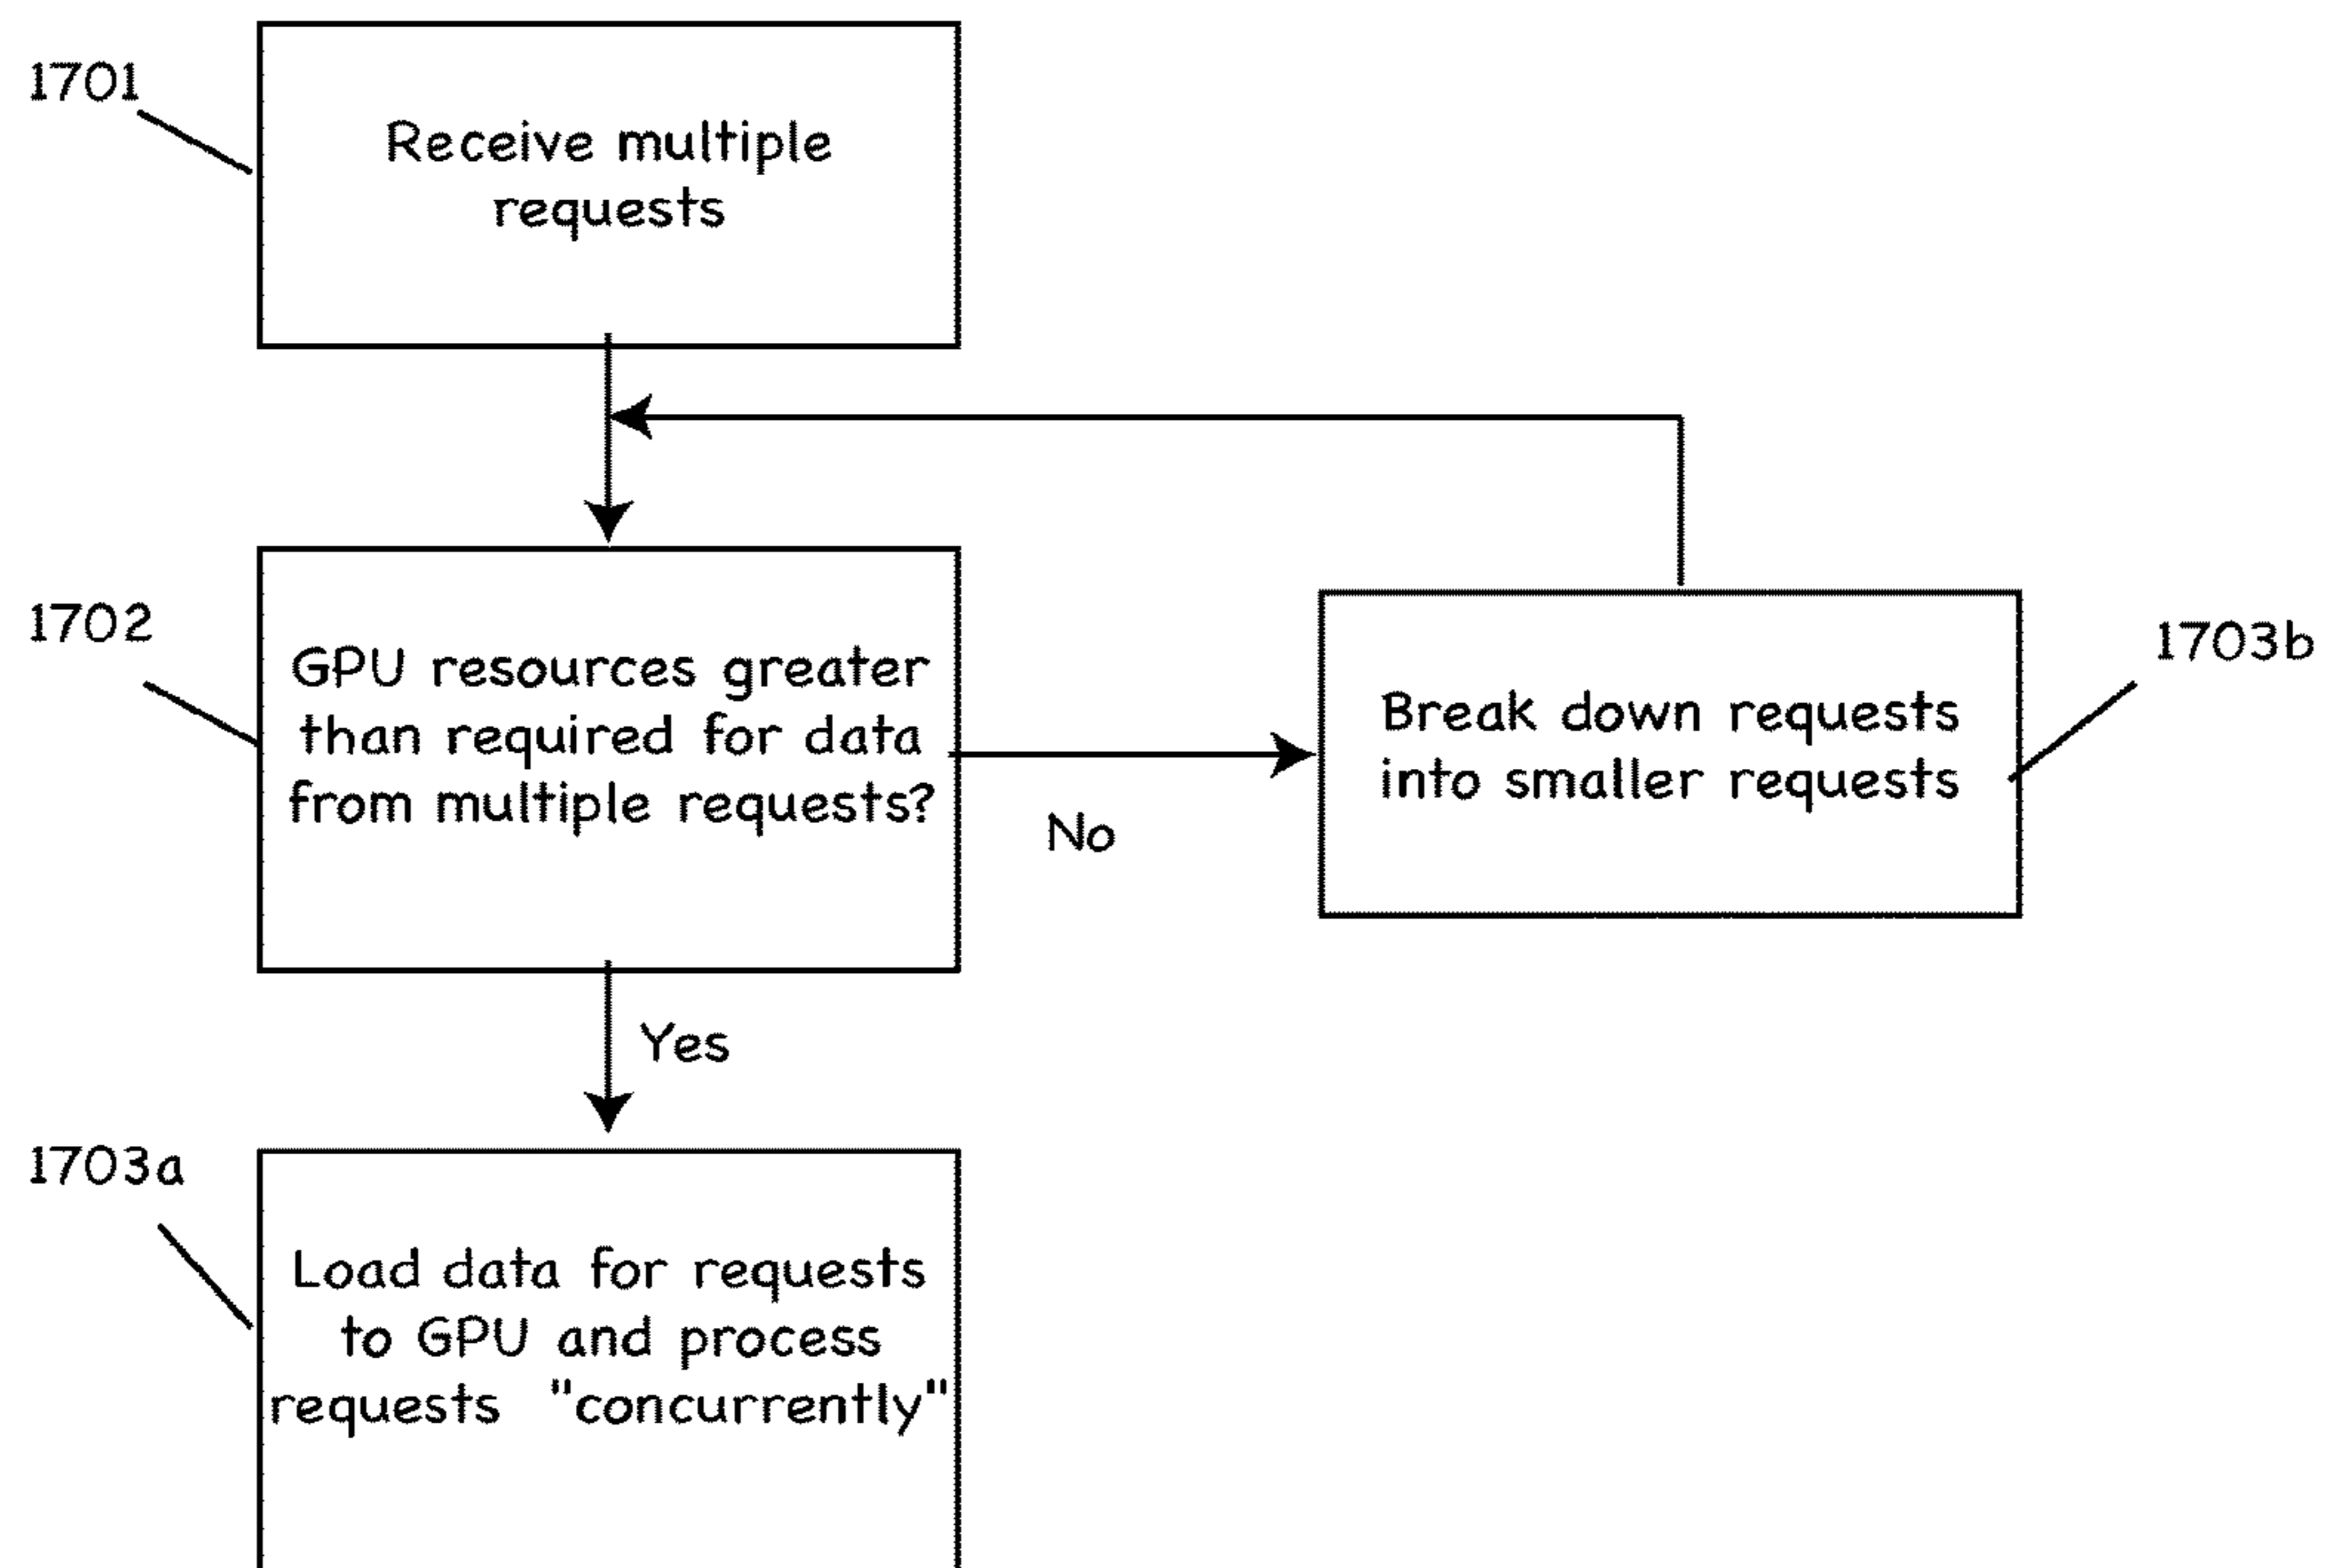 1701
Receive multiple
requests
1702
GPU resources greater
than required for data
from multiple requests?
No
1703b
Break down requests
into smaller requests
Yes
1703a
Load data for requests
to GPU and process
requests "concurrently"